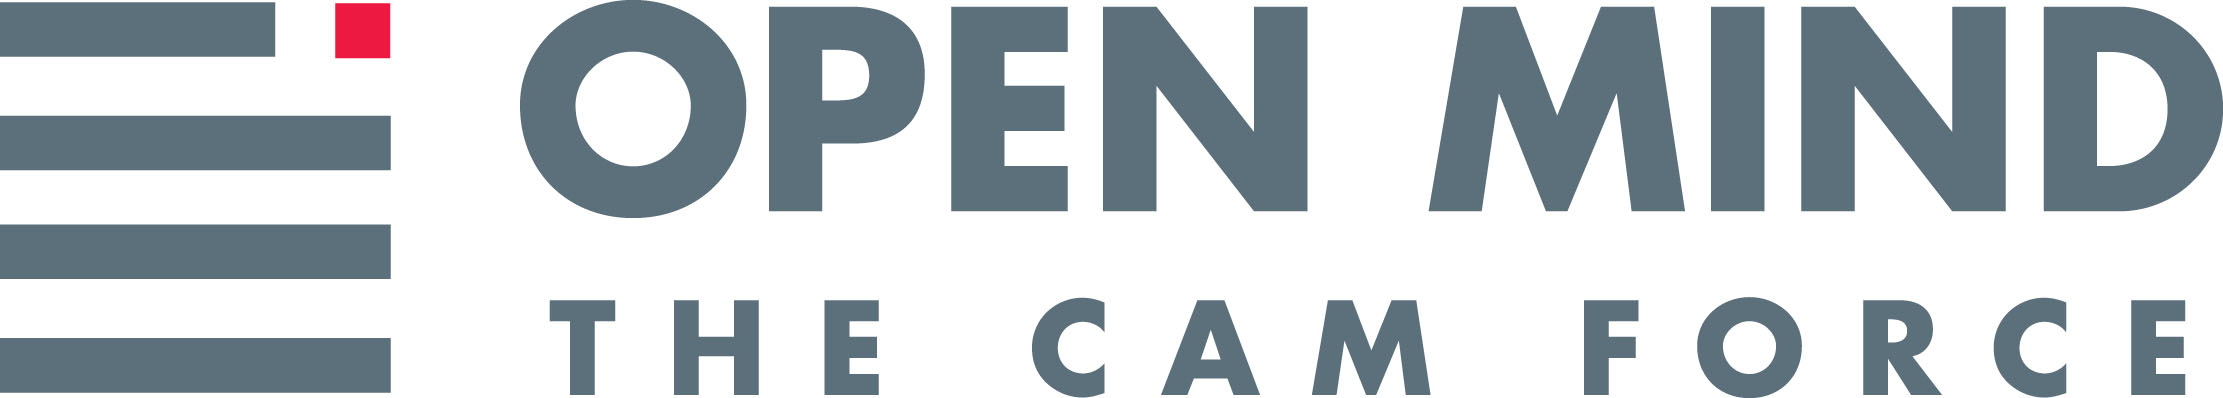 OPEN MIND
THE CAM FORCE